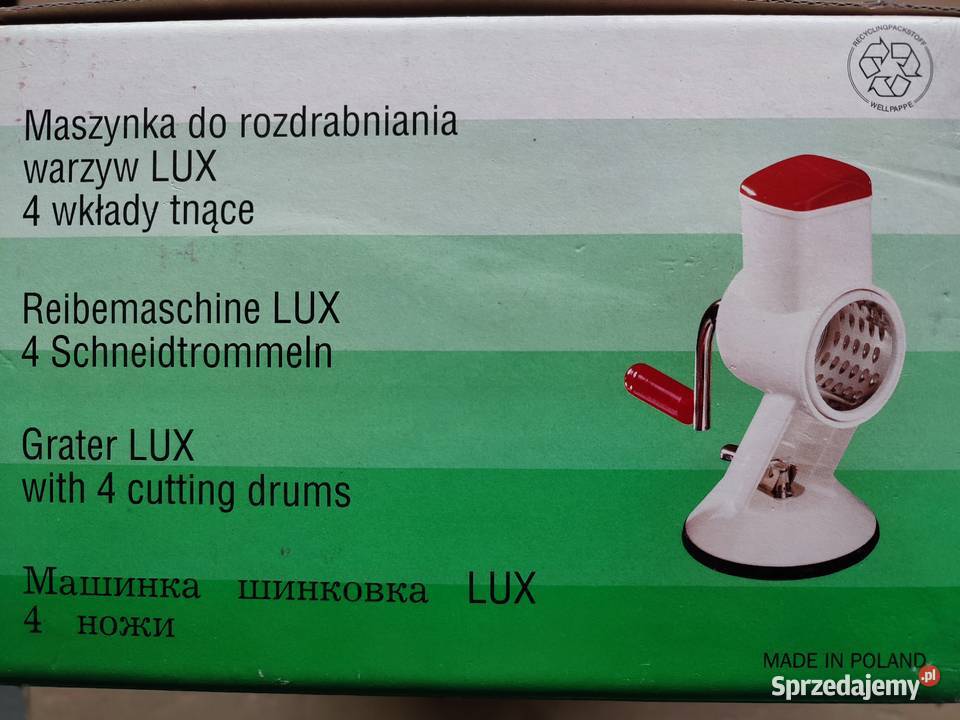 RECYCLINGPACKSTOFF
WELLPAPPE
Maszynka do rozdrabniania
warzyw LUX
4 wkłady tnące
Reibemaschine LUX
4 Schneidtrommeln
Grater LUX
with 4 cutting drums
Машинка шинковка LUX
4 ножи
MADE IN POLAND
Sprzedajemy.pl